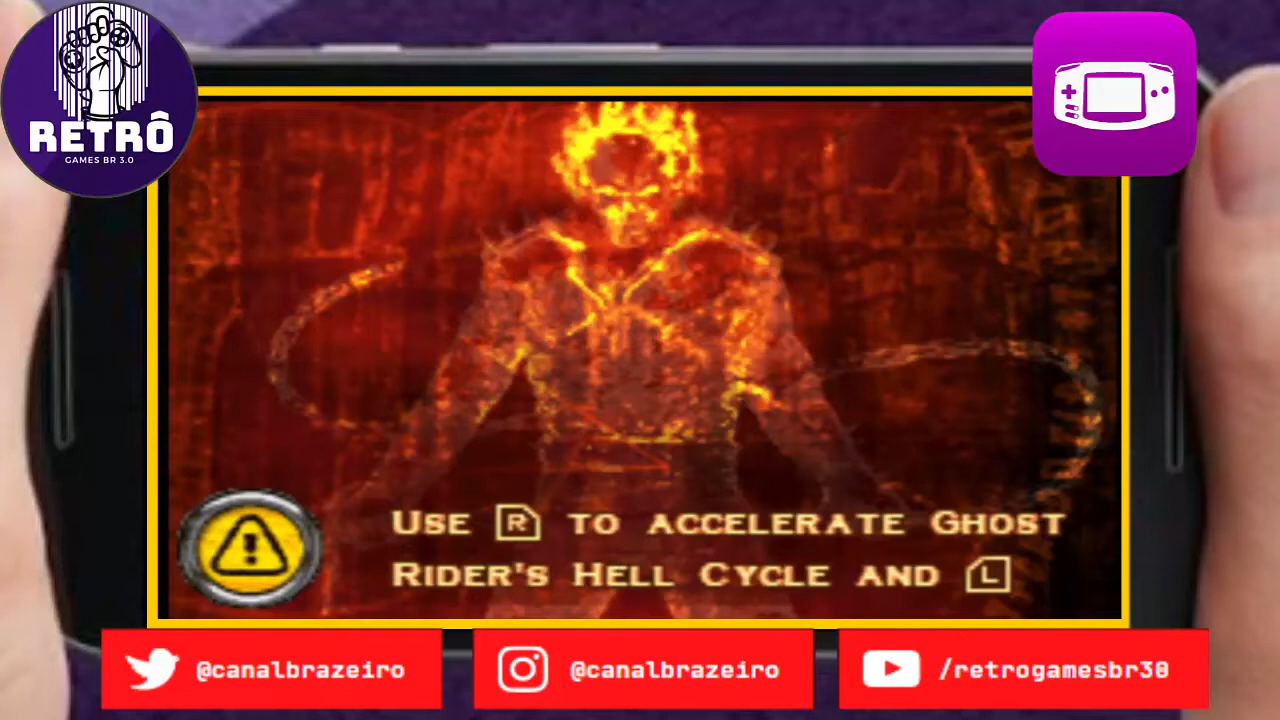 RETRÔ
GAMES BR 3.0
USE R TO ACCELERATE GHOST
RIDER'S HELL CYCLE AND L
@canalbrazeiro
@canalbrazeiro
/retrogamesbr30